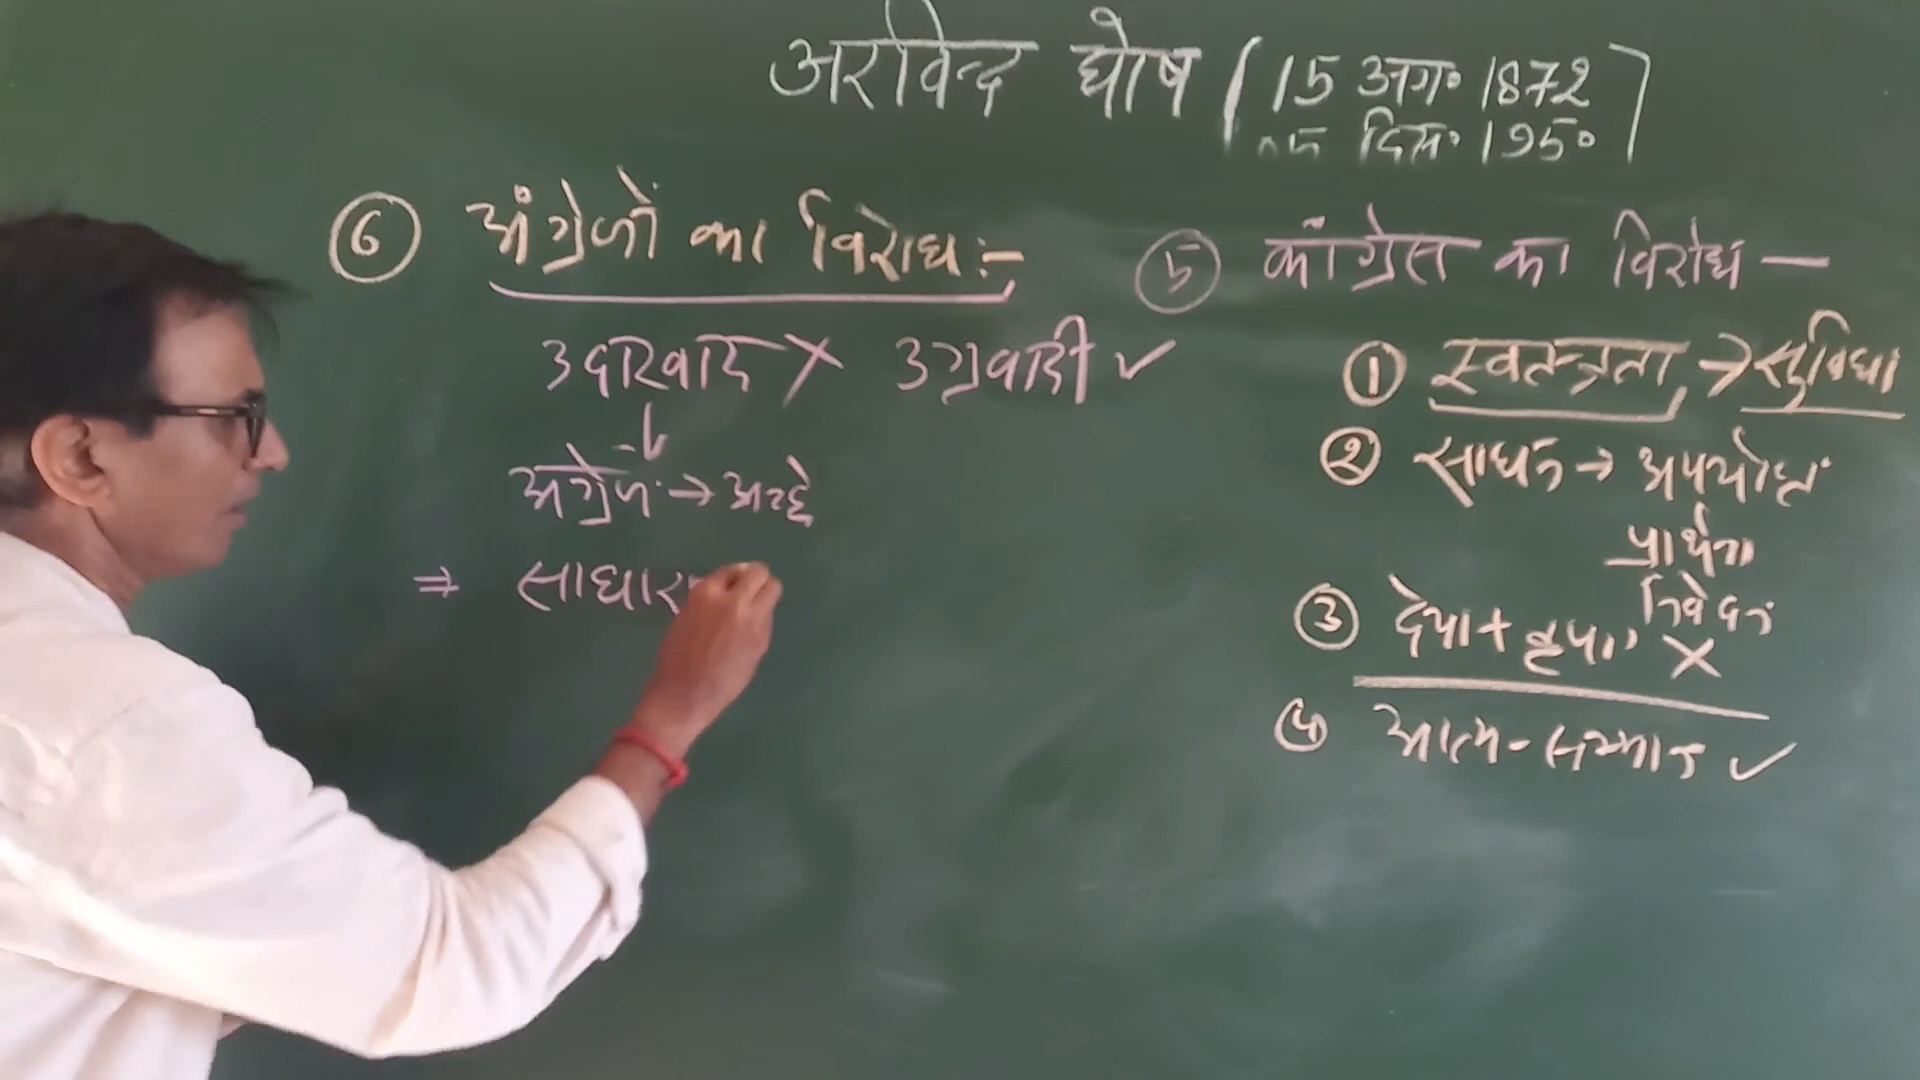 अरविन्द घोष [15 अग॰ 1872
05 दिस॰ 1950]
⑥ अंग्रेजों का विरोध :-
उदारवाद X उग्रवादी ✓
अंग्रेज → अच्छे
⇒ साधार
⑤ कांग्रेस का विरोध —
① स्वतन्त्रता → सुविधा
② साधन → अपर्याप्त
प्रार्थना
निवेदन
③ दया + कृपा X
④ आत्म-सम्मान ✓